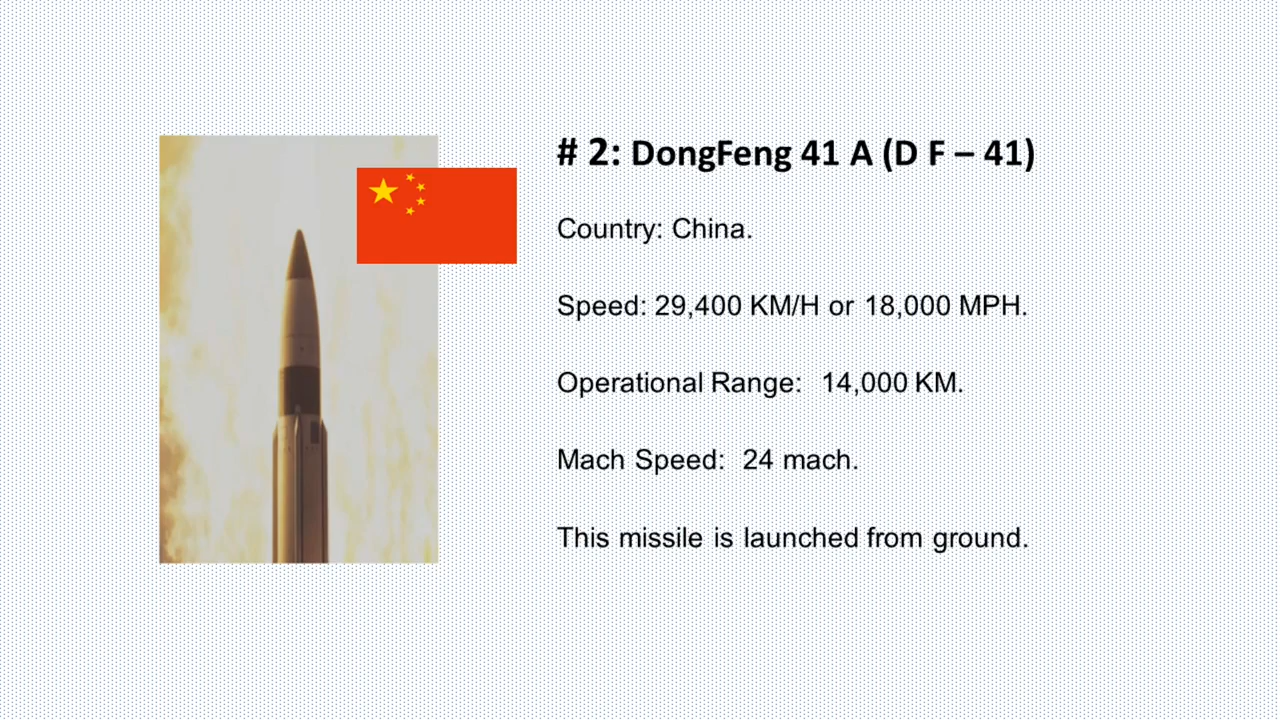 # 2: DongFeng 41 A (D F – 41)
Country: China.
Speed: 29,400 KM/H or 18,000 MPH.
Operational Range: 14,000 KM.
Mach Speed: 24 mach.
This missile is launched from ground.